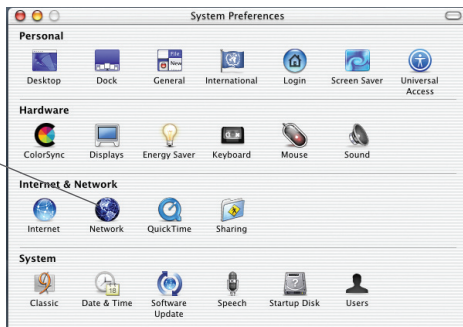 System Preferences
Personal
Desktop Dock General International Login Screen Saver Universal
Access
Hardware
ColorSync Displays Energy Saver Keyboard Mouse Sound
Internet & Network
Internet Network QuickTime Sharing
System
Classic Date & Time Software Speech Startup Disk Users
Update